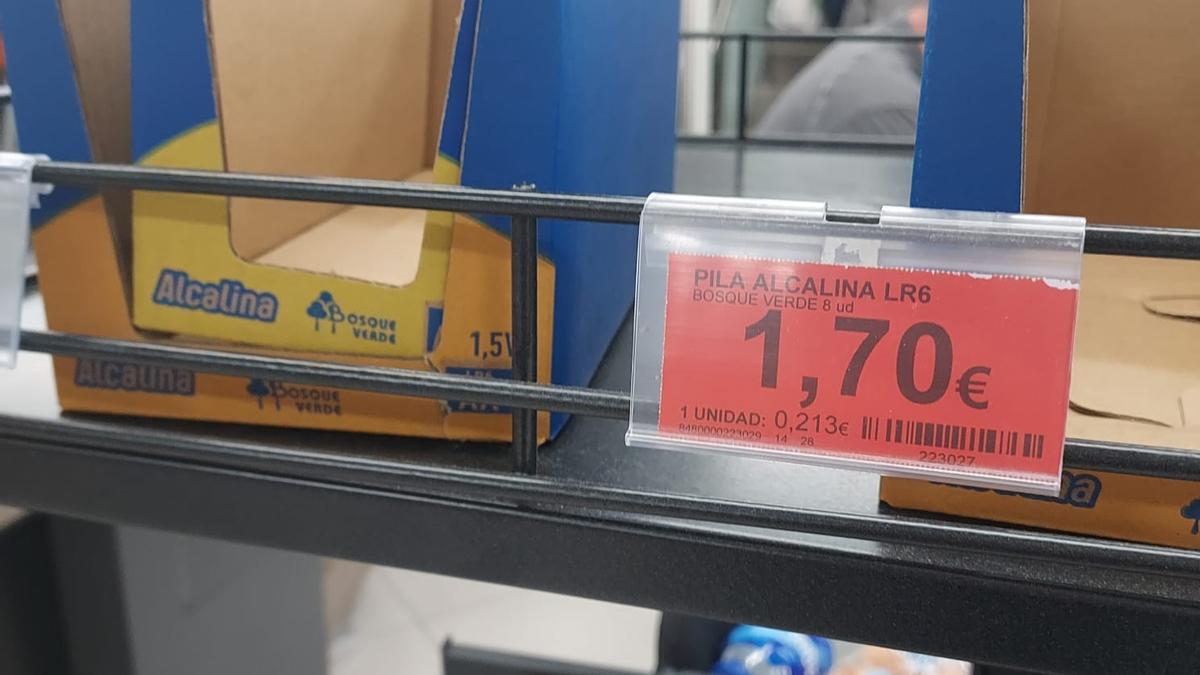 PILA ALCALINA LR6
BOSQUE VERDE 8 ud
1,70€
1 UNIDAD: 0,213€
8480000223029 14 28
223027
Alcalina
BOSQUE
VERDE
1,5V
Alcalina
BOSQUE
VERDE